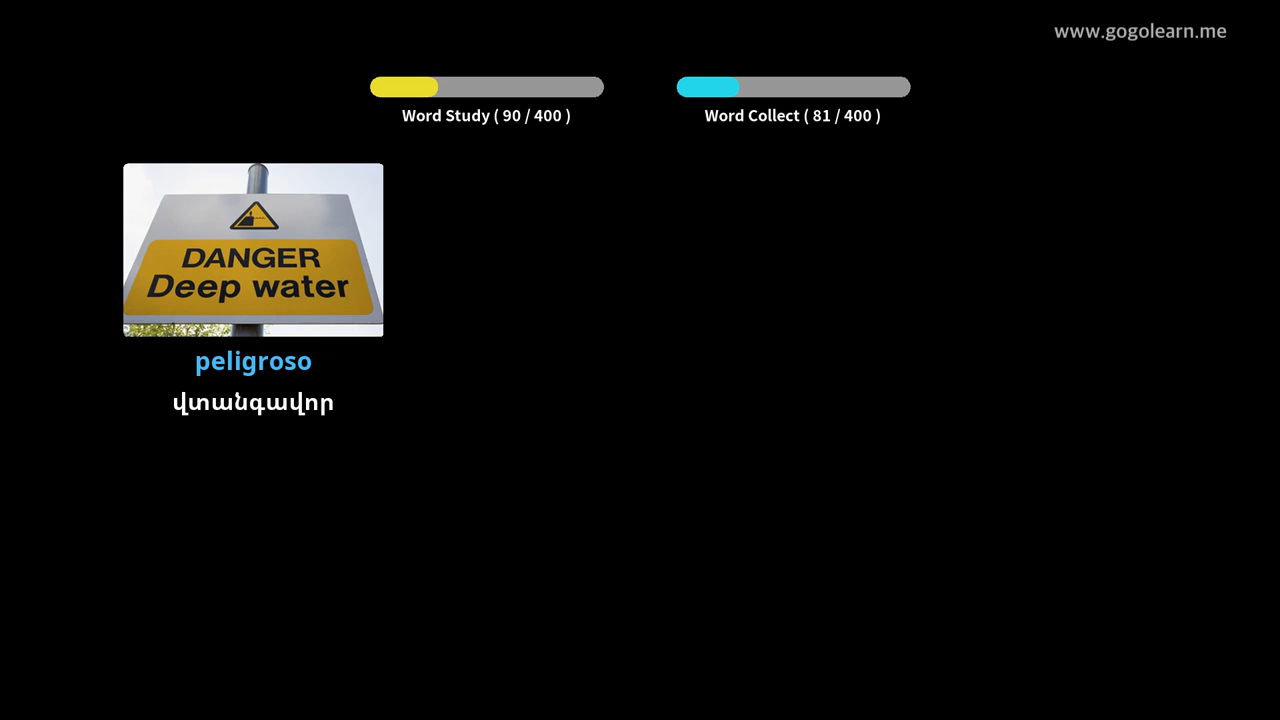 www.gogolearn.me
Word Study ( 90 / 400 )
Word Collect ( 81 / 400 )
DANGER
Deep water
peligroso
վտանգավոր